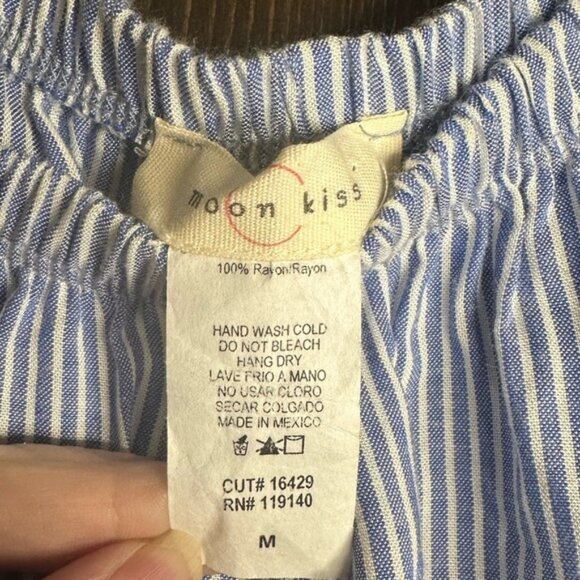 moon kiss
100% Rayon/Rayon
HAND WASH COLD
DO NOT BLEACH
HANG DRY
LAVE FRIO A MANO
NO USAR CLORO
SECAR COLGADO
MADE IN MEXICO
CUT# 16429
RN# 119140
M